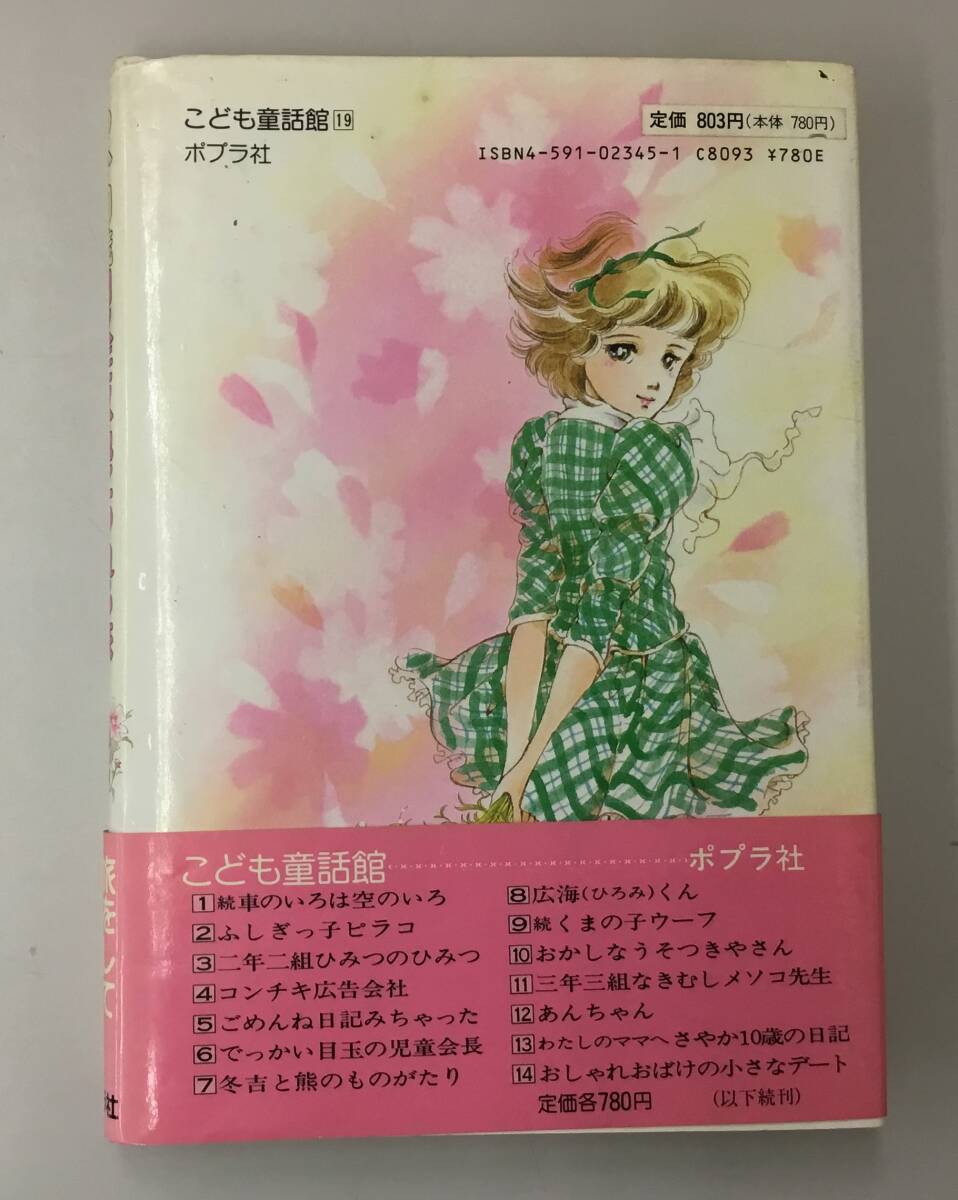 こども童話館19
ポプラ社
定価 803円(本体 780円)
ISBN4-591-02345-1 C8093 ¥780E
こども童話館
ポプラ社
1 続車のいろは空のいろ
2 ふしぎっ子ピラコ
3 二年二組ひみつのひみつ
4 コンチキ広告会社
5 ごめんね日記みちゃった
6 でっかい目玉の児童会長
7 冬吉と熊のものがたり
8 広海(ひろみ)くん
9 続くまの子ウーフ
10 おかしなうそつきやさん
11 三年三組なきむしメソコ先生
12 あんちゃん
13 わたしのママへさやか10歳の日記
14 おしゃれおばけの小さなデート
定価各780円 (以下続刊)
旅をして
社